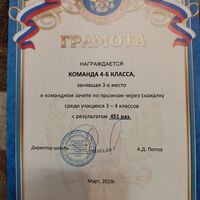 ГРАМОТА
НАГРАЖДАЕТСЯ
КОМАНДА 4-Б КЛАССА,
занявшая 3-е место
в командном зачете по прыжкам через скакалку
среди учащихся 3 – 4 классов
с результатом 451 раз.
Директор школы
А.Д. Попов
Март, 2019г